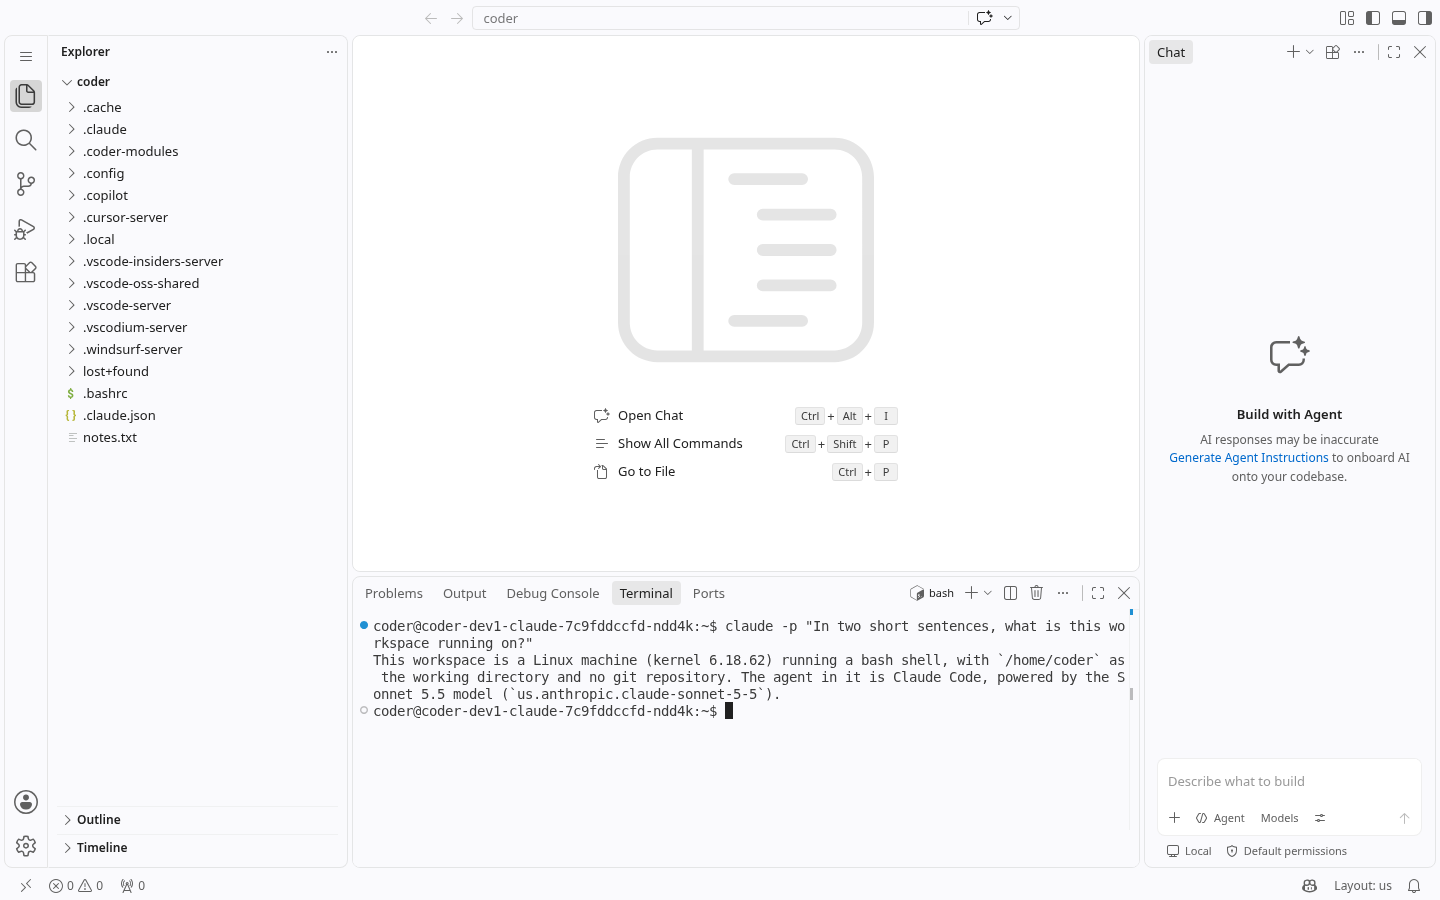 coder
Explorer
coder
.cache
.claude
.coder-modules
.config
.copilot
.cursor-server
.local
.vscode-insiders-server
.vscode-oss-shared
.vscode-server
.vscodium-server
.windsurf-server
lost+found
.bashrc
.claude.json
notes.txt
Outline
Timeline
Open Chat Ctrl + Alt + I
Show All Commands Ctrl + Shift + P
Go to File Ctrl + P
Problems Output Debug Console Terminal Ports bash
coder@coder-dev1-claude-7c9fddccfd-ndd4k:~$ claude -p "In two short sentences, what is this wo
rkspace running on?"
This workspace is a Linux machine (kernel 6.18.62) running a bash shell, with `/home/coder` as
the working directory and no git repository. The agent in it is Claude Code, powered by the S
onnet 5.5 model (`us.anthropic.claude-sonnet-5-5`).
coder@coder-dev1-claude-7c9fddccfd-ndd4k:~$
Chat
Build with Agent
AI responses may be inaccurate
Generate Agent Instructions to onboard AI
onto your codebase.
Describe what to build
Agent Models
Local Default permissions
0 0 0
Layout: us